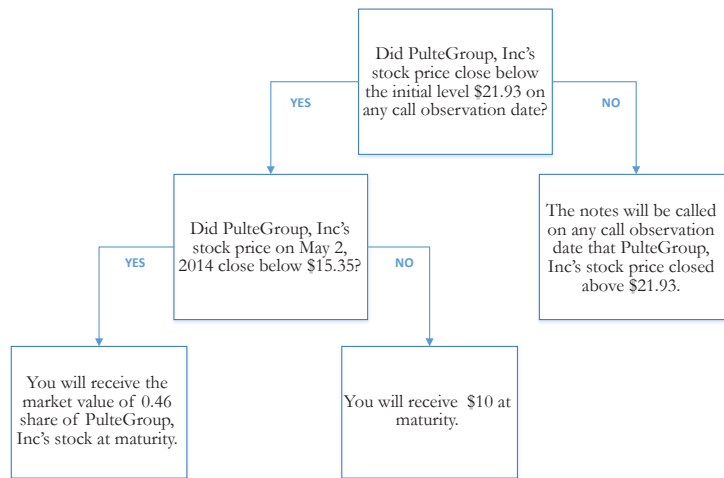 Did PulteGroup, Inc's
stock price close below
the initial level $21.93 on
any call observation date?
YES
NO
Did PulteGroup, Inc's
stock price on May 2,
2014 close below $15.35?
The notes will be called
on any call observation
date that PulteGroup,
Inc's stock price closed
above $21.93.
YES
NO
You will receive the
market value of 0.46
share of PulteGroup,
Inc's stock at maturity.
You will receive $10 at
maturity.